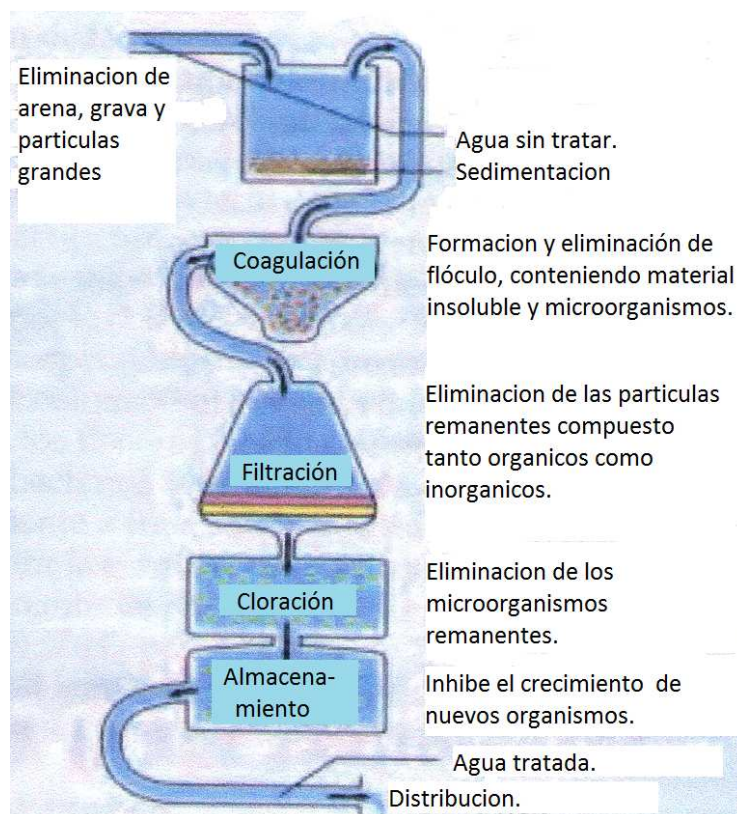 Eliminacion de
arena, grava y
particulas
grandes
Agua sin tratar.
Sedimentacion
Coagulación
Formacion y eliminación de
flóculo, conteniendo material
insoluble y microorganismos.
Filtración
Eliminacion de las particulas
remanentes compuesto
tanto organicos como
inorganicos.
Cloración
Eliminacion de los
microorganismos
remanentes.
Almacena-
miento
Inhibe el crecimiento de
nuevos organismos.
Agua tratada.
Distribucion.